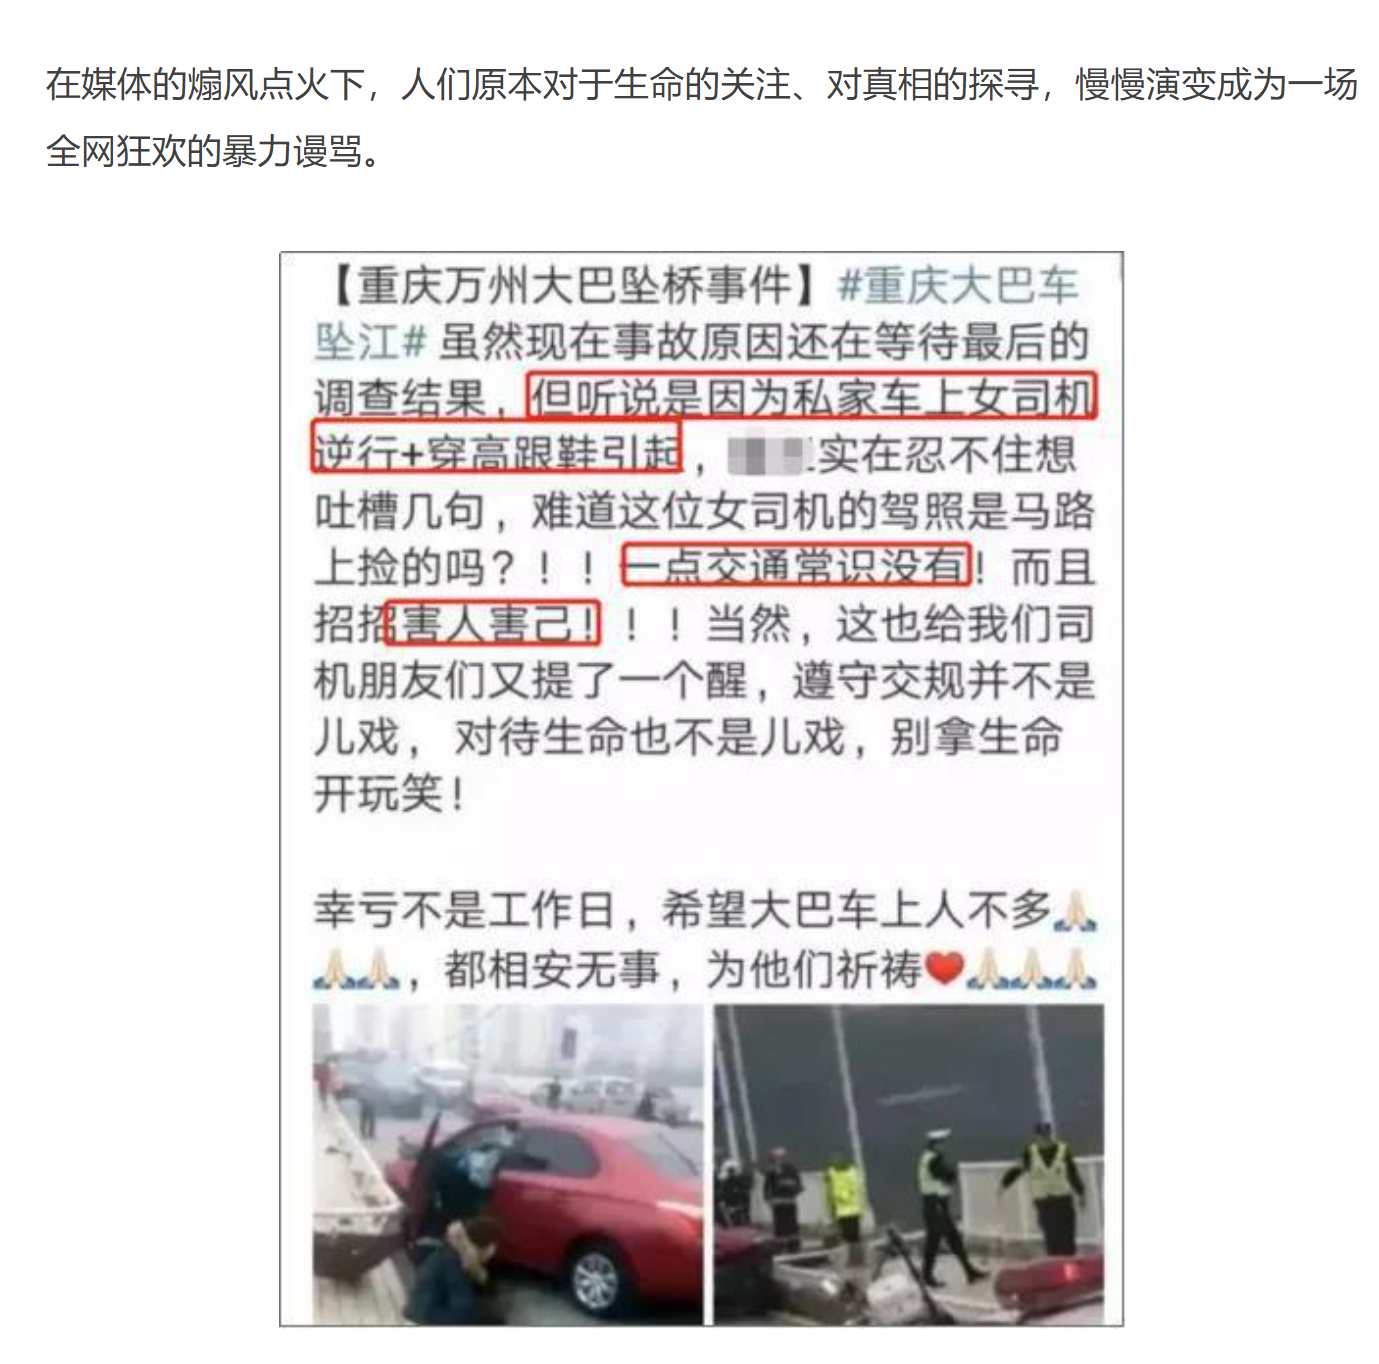 在媒体的煽风点火下，人们原本对于生命的关注、对真相的探寻，慢慢演变成为一场
全网狂欢的暴力谩骂。
【重庆万州大巴坠桥事件】#重庆大巴车
坠江# 虽然现在事故原因还在等待最后的
调查结果，但听说是因为私家车上女司机
逆行+穿高跟鞋引起，实在忍不住想
吐槽几句，难道这位女司机的驾照是马路
上捡的吗？！！一点交通常识没有！而且
招招害人害己！！！当然，这也给我们司
机朋友们又提了一个醒，遵守交规并不是
儿戏，对待生命也不是儿戏，别拿生命
开玩笑！
幸亏不是工作日，希望大巴车上人不多🙏🏻
🙏🏻🙏🏻，都相安无事，为他们祈祷❤️🙏🏻🙏🏻🙏🏻